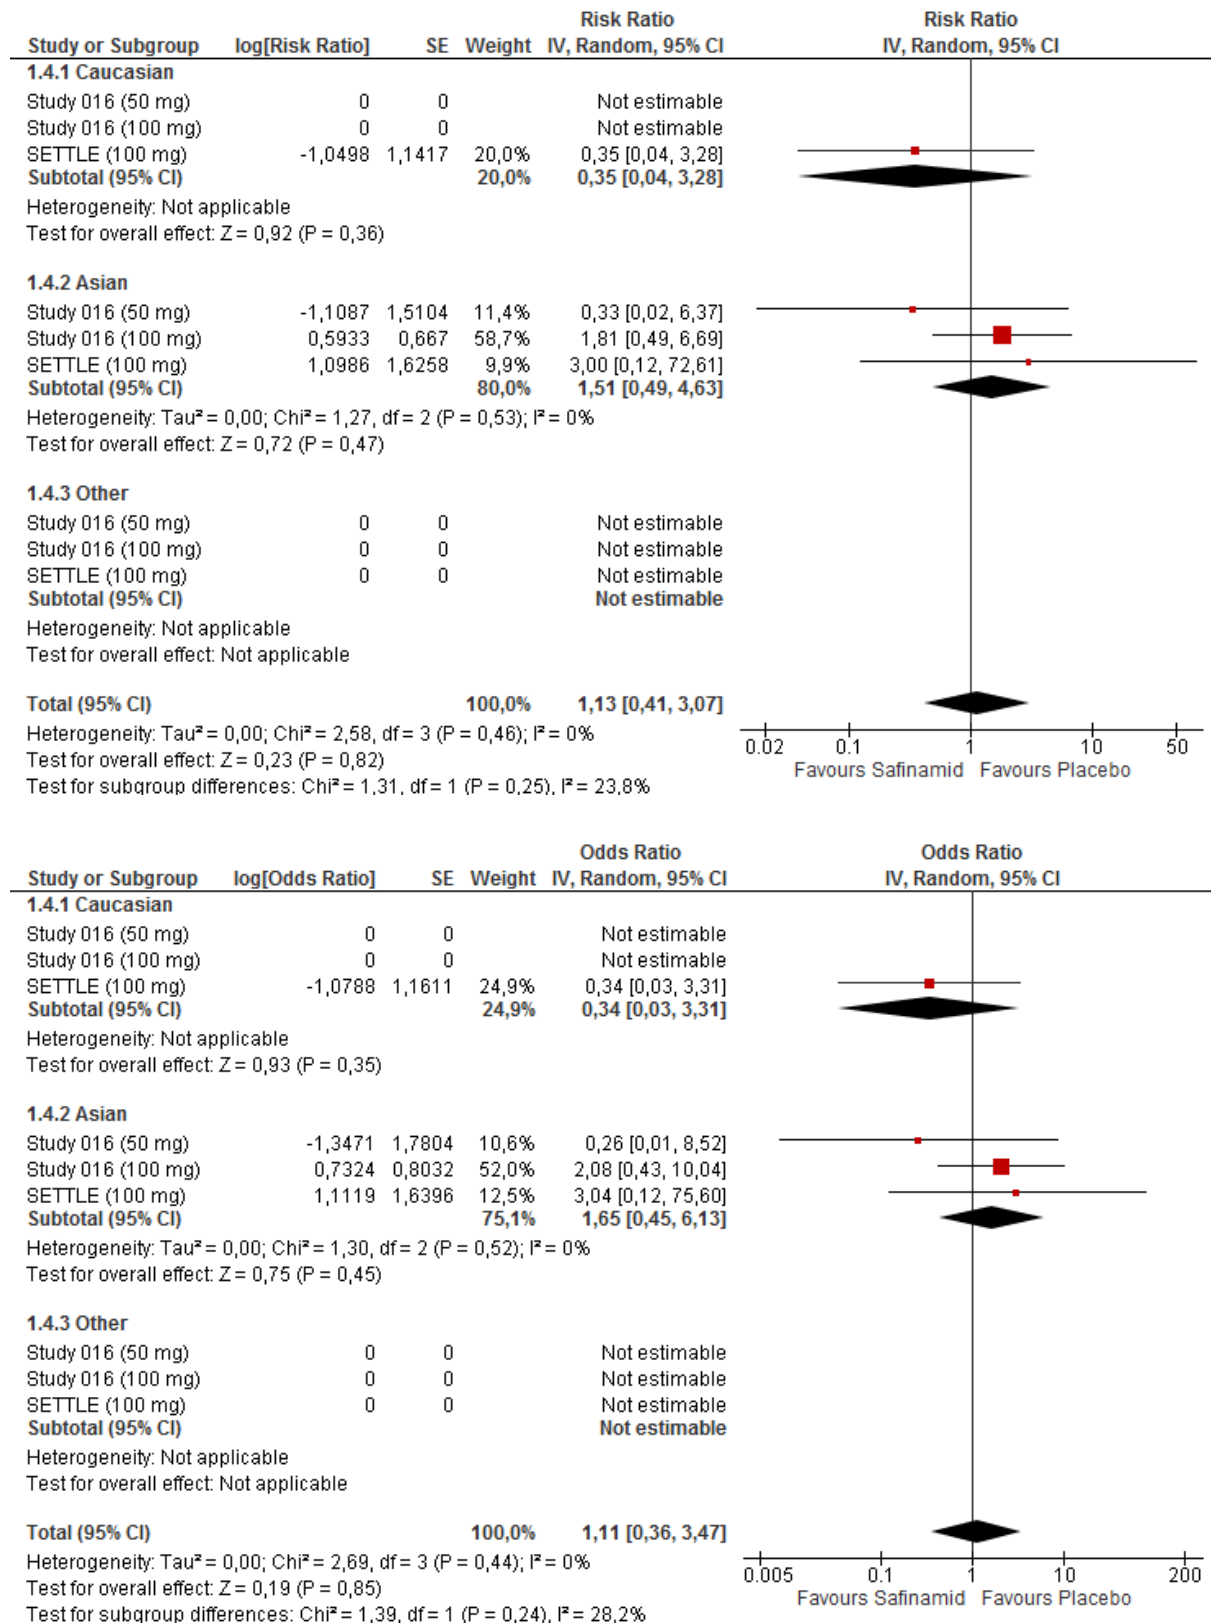 Risk Ratio Risk Ratio
Study or Subgroup log[Risk Ratio] SE Weight IV, Random, 95% CI IV, Random, 95% CI
1.4.1 Caucasian
Study 016 (50 mg) 0 0 Not estimable
Study 016 (100 mg) 0 0 Not estimable
SETTLE (100 mg) -1,0498 1,1417 20,0% 0,35 [0,04, 3,28]
Subtotal (95% CI) 20,0% 0,35 [0,04, 3,28]
Heterogeneity: Not applicable
Test for overall effect: Z = 0,92 (P = 0,36)
1.4.2 Asian
Study 016 (50 mg) -1,1087 1,5104 11,4% 0,33 [0,02, 6,37]
Study 016 (100 mg) 0,5933 0,667 58,7% 1,81 [0,49, 6,69]
SETTLE (100 mg) 1,0986 1,6258 9,9% 3,00 [0,12, 72,61]
Subtotal (95% CI) 80,0% 1,51 [0,49, 4,63]
Heterogeneity: Tau² = 0,00; Chi² = 1,27, df = 2 (P = 0,53); I² = 0%
Test for overall effect: Z = 0,72 (P = 0,47)
1.4.3 Other
Study 016 (50 mg) 0 0 Not estimable
Study 016 (100 mg) 0 0 Not estimable
SETTLE (100 mg) 0 0 Not estimable
Subtotal (95% CI) Not estimable
Heterogeneity: Not applicable
Test for overall effect: Not applicable
Total (95% CI) 100,0% 1,13 [0,41, 3,07]
Heterogeneity: Tau² = 0,00; Chi² = 2,58, df = 3 (P = 0,46); I² = 0%
Test for overall effect: Z = 0,23 (P = 0,82)
Test for subgroup differences: Chi² = 1,31, df = 1 (P = 0,25), I² = 23,8%
0.02 0.1 1 10 50
Favours Safinamid Favours Placebo
Odds Ratio Odds Ratio
Study or Subgroup log[Odds Ratio] SE Weight IV, Random, 95% CI IV, Random, 95% CI
1.4.1 Caucasian
Study 016 (50 mg) 0 0 Not estimable
Study 016 (100 mg) 0 0 Not estimable
SETTLE (100 mg) -1,0788 1,1611 24,9% 0,34 [0,03, 3,31]
Subtotal (95% CI) 24,9% 0,34 [0,03, 3,31]
Heterogeneity: Not applicable
Test for overall effect: Z = 0,93 (P = 0,35)
1.4.2 Asian
Study 016 (50 mg) -1,3471 1,7804 10,6% 0,26 [0,01, 8,52]
Study 016 (100 mg) 0,7324 0,8032 52,0% 2,08 [0,43, 10,04]
SETTLE (100 mg) 1,1119 1,6396 12,5% 3,04 [0,12, 75,60]
Subtotal (95% CI) 75,1% 1,65 [0,45, 6,13]
Heterogeneity: Tau² = 0,00; Chi² = 1,30, df = 2 (P = 0,52); I² = 0%
Test for overall effect: Z = 0,75 (P = 0,45)
1.4.3 Other
Study 016 (50 mg) 0 0 Not estimable
Study 016 (100 mg) 0 0 Not estimable
SETTLE (100 mg) 0 0 Not estimable
Subtotal (95% CI) Not estimable
Heterogeneity: Not applicable
Test for overall effect: Not applicable
Total (95% CI) 100,0% 1,11 [0,36, 3,47]
Heterogeneity: Tau² = 0,00; Chi² = 2,69, df = 3 (P = 0,44); I² = 0%
Test for overall effect: Z = 0,19 (P = 0,85)
Test for subgroup differences: Chi² = 1,39, df = 1 (P = 0,24), I² = 28,2%
0.005 0.1 1 10 200
Favours Safinamid Favours Placebo